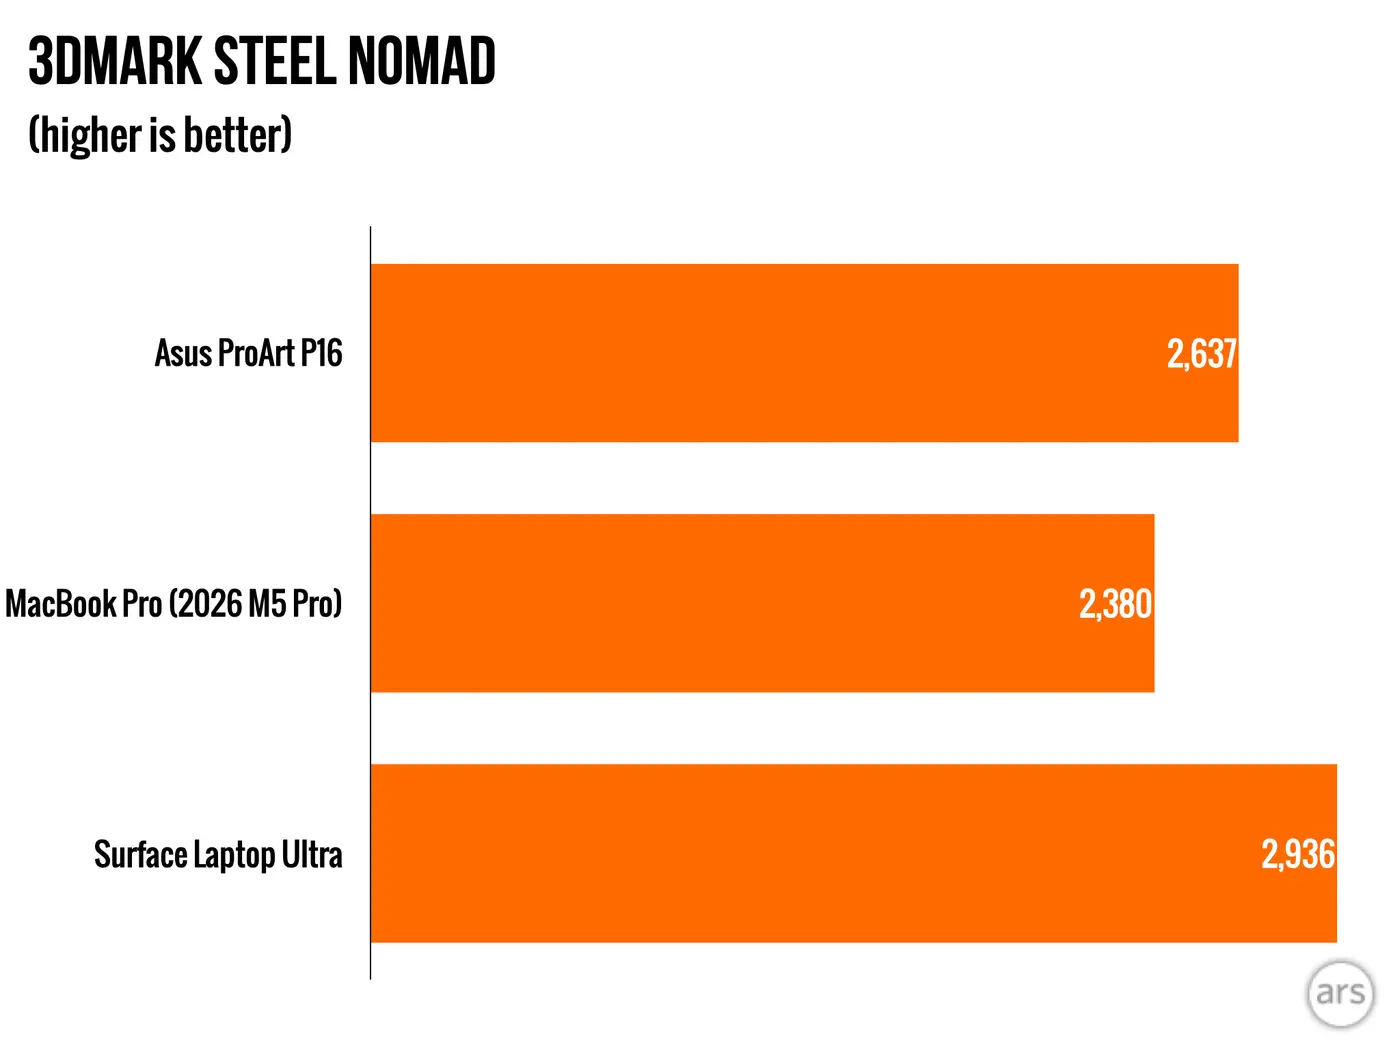 3DMARK STEEL NOMAD
(higher is better)
Asus ProArt P16
2,637
MacBook Pro (2026 M5 Pro)
2,380
Surface Laptop Ultra
2,936
ars